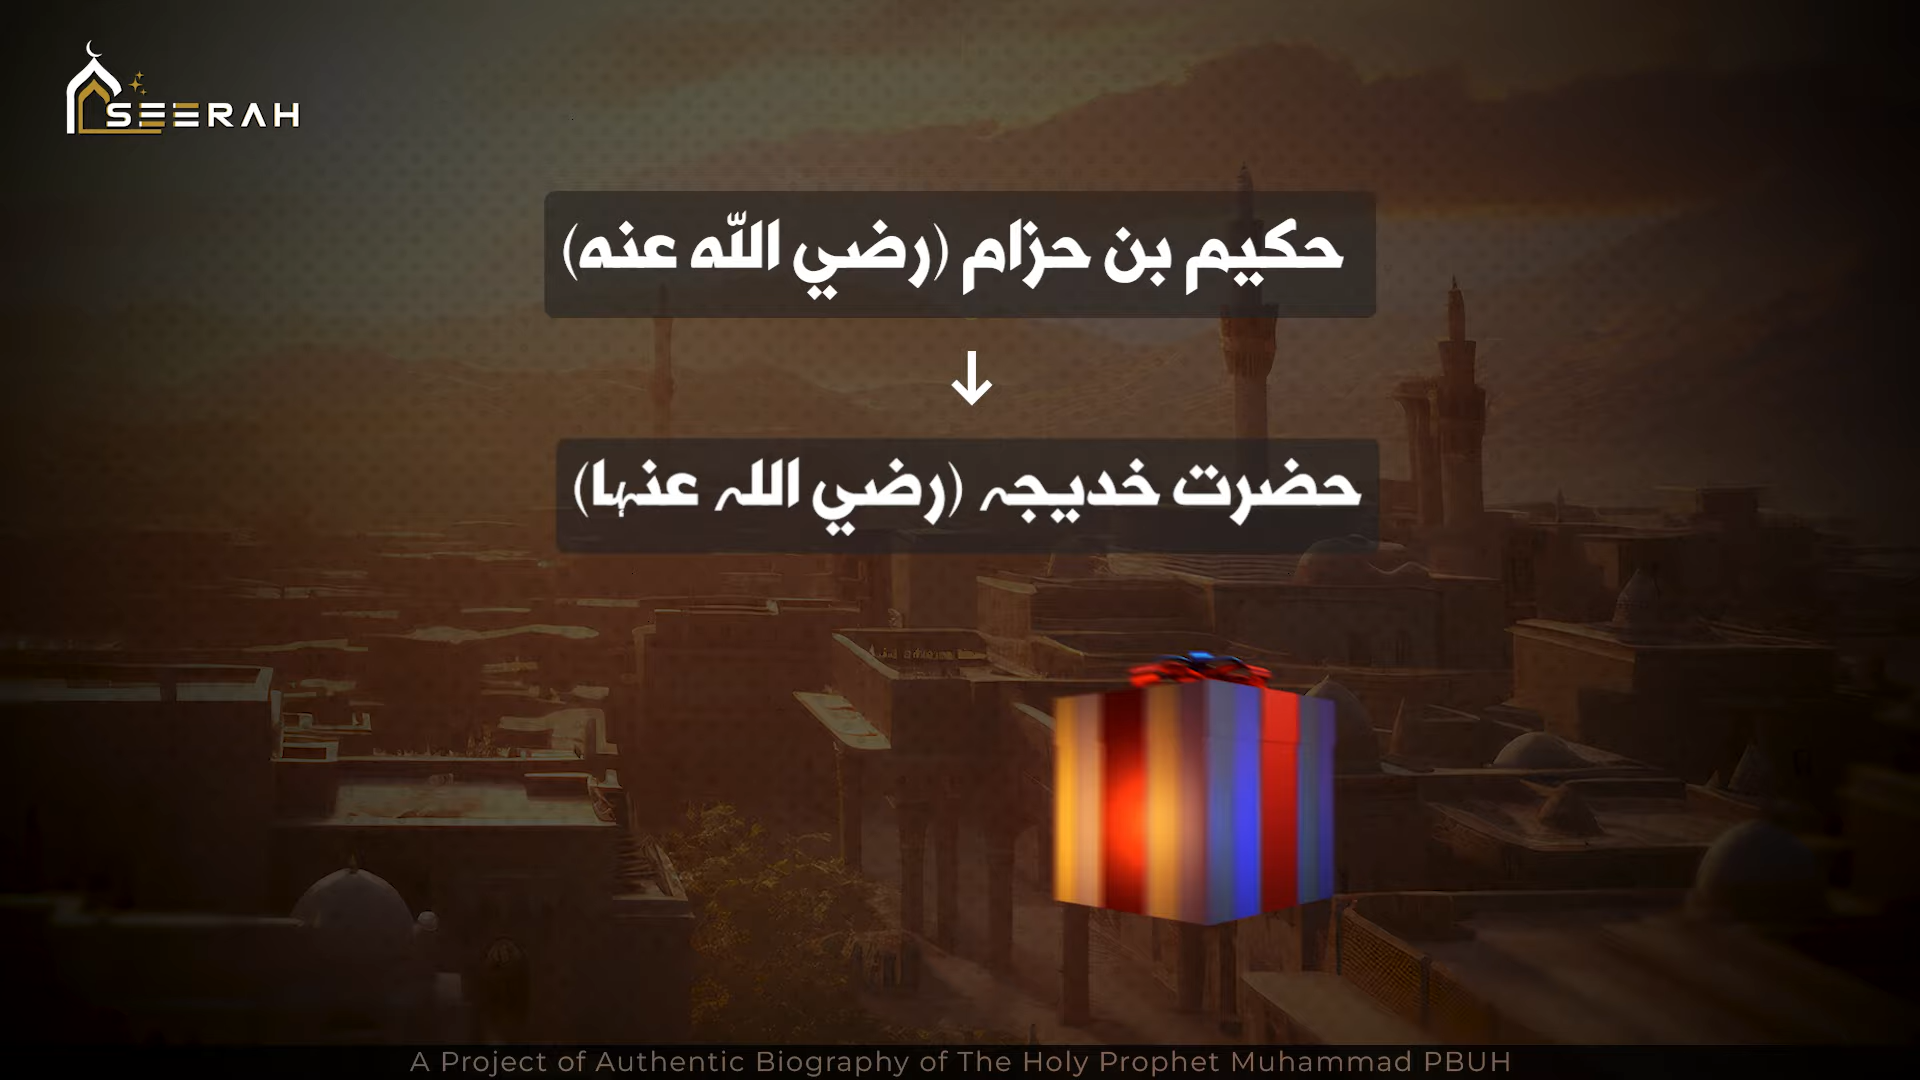 SEERAH
حكيم بن حزام (رضي الله عنه)
↓
حضرت خدیجہ (رضي اللہ عنہا)
A Project of Authentic Biography of The Holy Prophet Muhammad PBUH